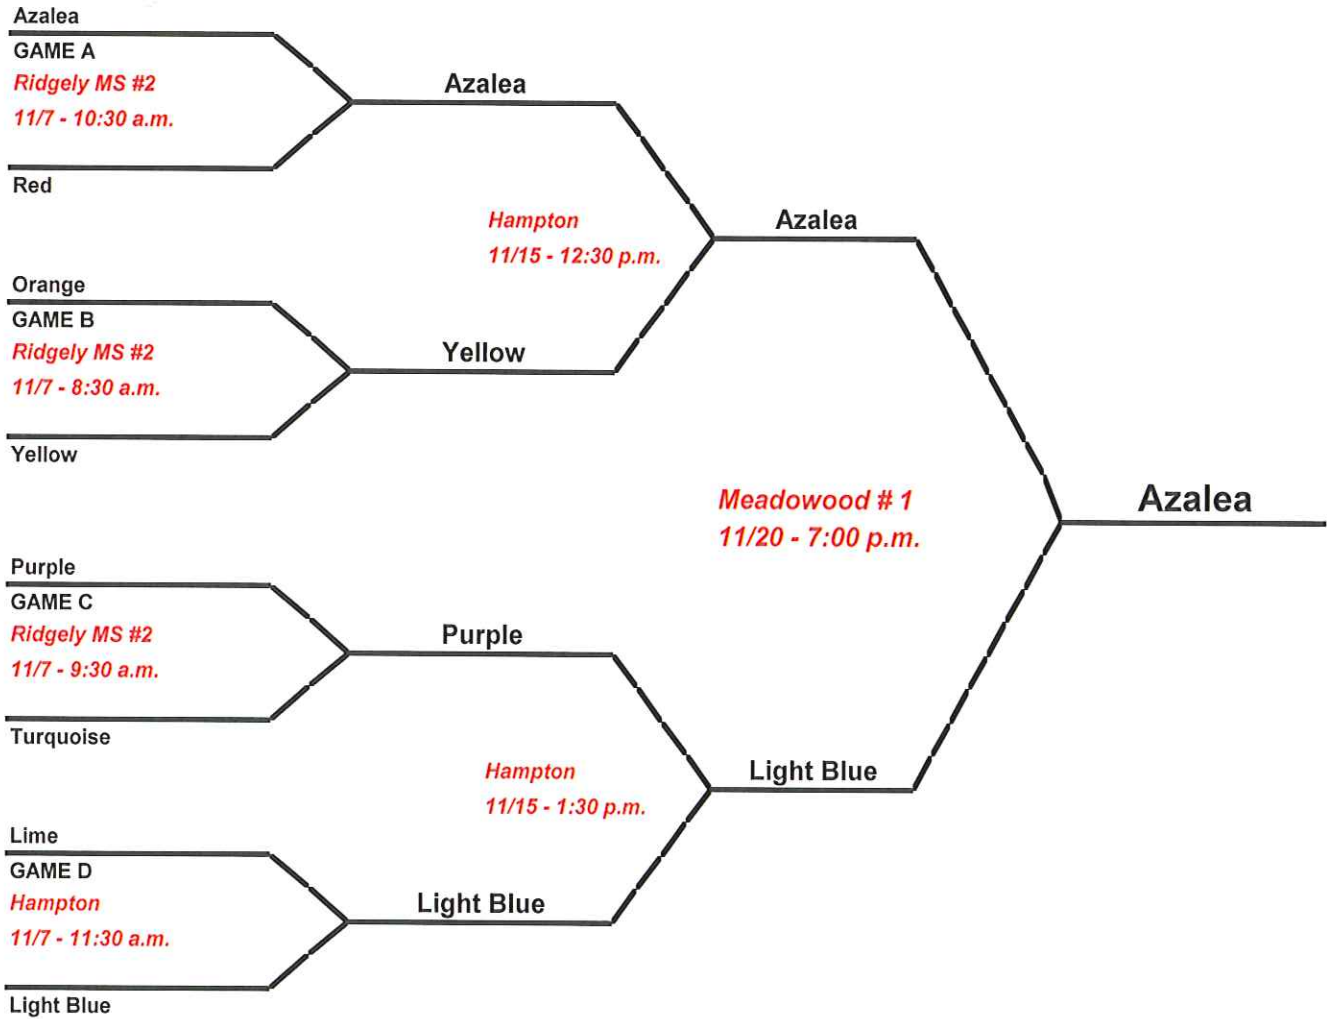 Azalea
GAME A
Ridgely MS #2
11/7 - 10:30 a.m.
Red
Azalea
Orange
GAME B
Ridgely MS #2
11/7 - 8:30 a.m.
Yellow
Yellow
Hampton
11/15 - 12:30 p.m.
Azalea
Purple
GAME C
Ridgely MS #2
11/7 - 9:30 a.m.
Turquoise
Purple
Lime
GAME D
Hampton
11/7 - 11:30 a.m.
Light Blue
Light Blue
Hampton
11/15 - 1:30 p.m.
Light Blue
Meadowood # 1
11/20 - 7:00 p.m.
Azalea